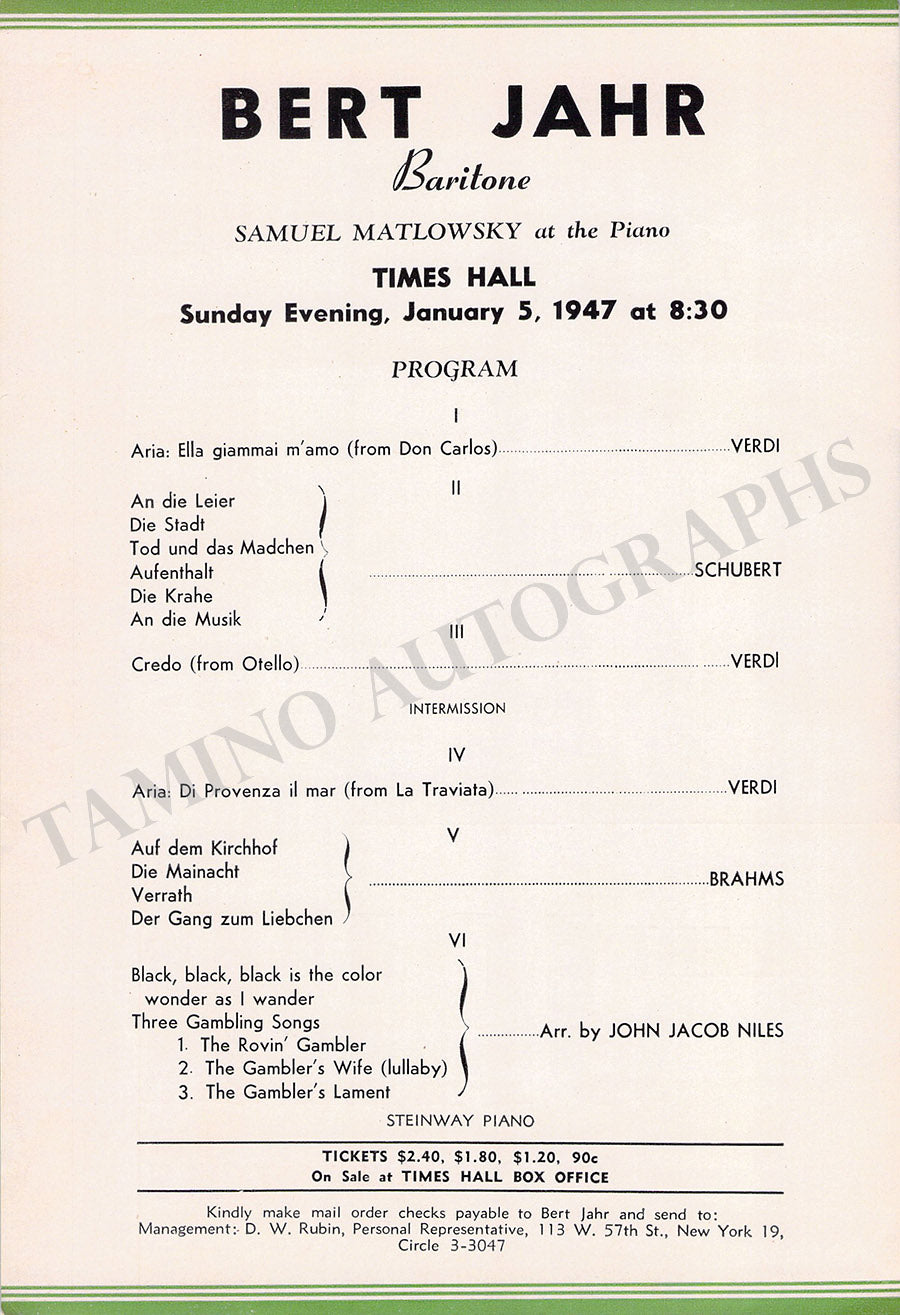 BERT JAHR
Baritone
SAMUEL MATLOWSKY at the Piano
TIMES HALL
Sunday Evening, January 5, 1947 at 8:30
PROGRAM
I
Aria: Ella giammai m'amo (from Don Carlos)..........VERDI
II
An die Leier
Die Stadt
Tod und das Madchen
Aufenthalt
..........SCHUBERT
Die Krahe
An die Musik
III
Credo (from Otello)..........VERDI
INTERMISSION
IV
Aria: Di Provenza il mar (from La Traviata)..........VERDI
V
Auf dem Kirchhof
Die Mainacht
..........BRAHMS
Verrath
Der Gang zum Liebchen
VI
Black, black, black is the color
wonder as I wander
Three Gambling Songs
..........Arr. by JOHN JACOB NILES
1. The Rovin' Gambler
2. The Gambler's Wife (lullaby)
3. The Gambler's Lament
STEINWAY PIANO
TICKETS $2.40, $1.80, $1.20, 90c
On Sale at TIMES HALL BOX OFFICE
Kindly make mail order checks payable to Bert Jahr and send to:
Management: D. W. Rubin, Personal Representative, 113 W. 57th St., New York 19,
Circle 3-3047
TAMINO AUTOGRAPHS